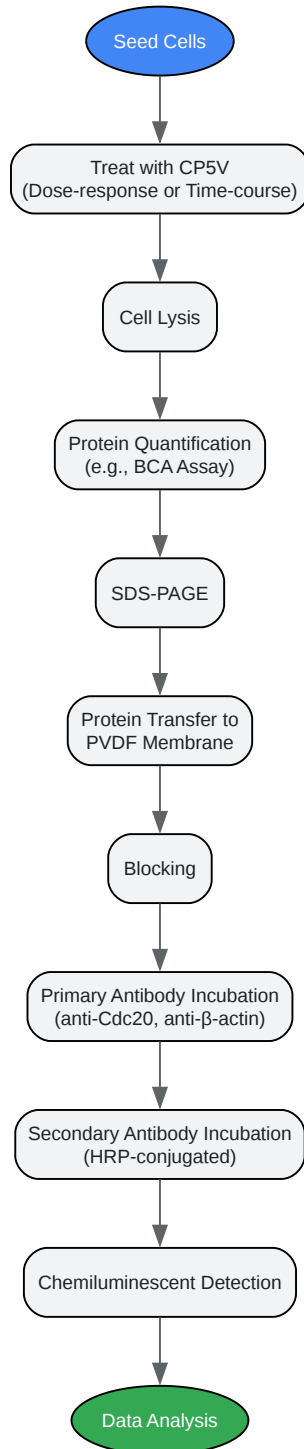 Seed Cells
Treat with CP5V
(Dose-response or Time-course)
Cell Lysis
Protein Quantification
(e.g., BCA Assay)
SDS-PAGE
Protein Transfer to
PVDF Membrane
Blocking
Primary Antibody Incubation
(anti-Cdc20, anti-β-actin)
Secondary Antibody Incubation
(HRP-conjugated)
Chemiluminescent Detection
Data Analysis